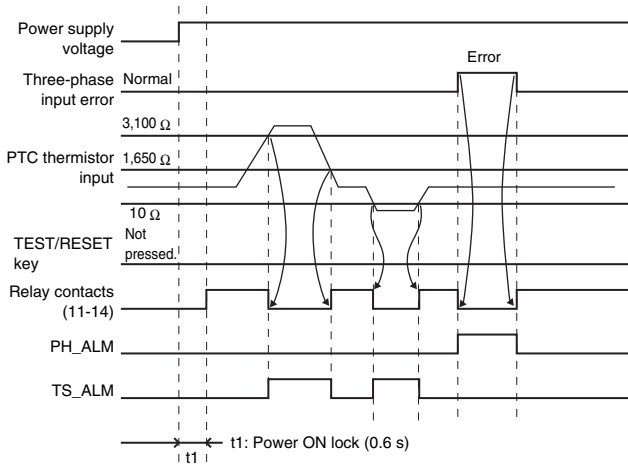 Power supply
voltage
Error
Three-phase
input error
Normal
3,100 Ω
PTC thermistor
input
1,650 Ω
10 Ω
TEST/RESET
key
Not
pressed.
Relay contacts
(11-14)
PH_ALM
TS_ALM
t1: Power ON lock (0.6 s)
t1